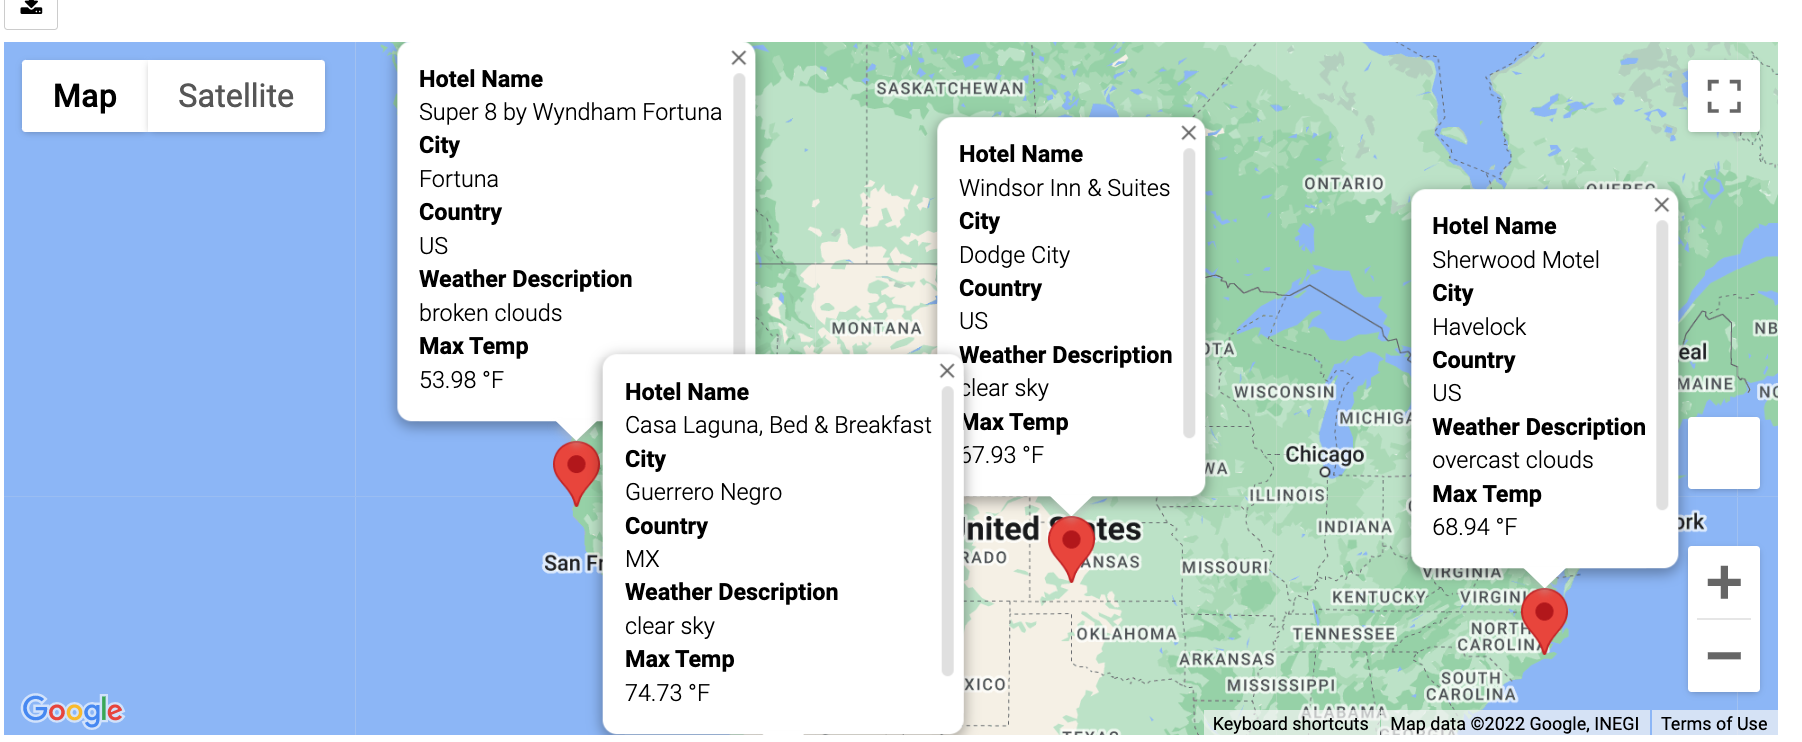 Map
Satellite
Hotel Name
Super 8 by Wyndham Fortuna
City
Fortuna
Country
US
Weather Description
broken clouds
Max Temp
53.98 °F
Hotel Name
Casa Laguna, Bed & Breakfast
City
Guerrero Negro
Country
MX
Weather Description
clear sky
Max Temp
74.73 °F
Hotel Name
Windsor Inn & Suites
City
Dodge City
Country
US
Weather Description
clear sky
Max Temp
67.93 °F
Hotel Name
Sherwood Motel
City
Havelock
Country
US
Weather Description
overcast clouds
Max Temp
68.94 °F
SASKATCHEWAN
ONTARIO
QUEBEC
MONTANA
OTA
WISCONSIN
MICHIGA
Chicago
WA
ILLINOIS
INDIANA
nited States
RADO
ANSAS
MISSOURI
KENTUCKY
VIRGINIA
VIRGINI
OKLAHOMA
TENNESSEE
NORTH
CAROLINA
ARKANSAS
MISSISSIPPI
SOUTH
CAROLINA
ALABAMA
GEORGIA
XICO
TEXAS
San Fr
eal
MAINE
NB
NO
ork
Google
Keyboard shortcuts
Map data ©2022 Google, INEGI
Terms of Use